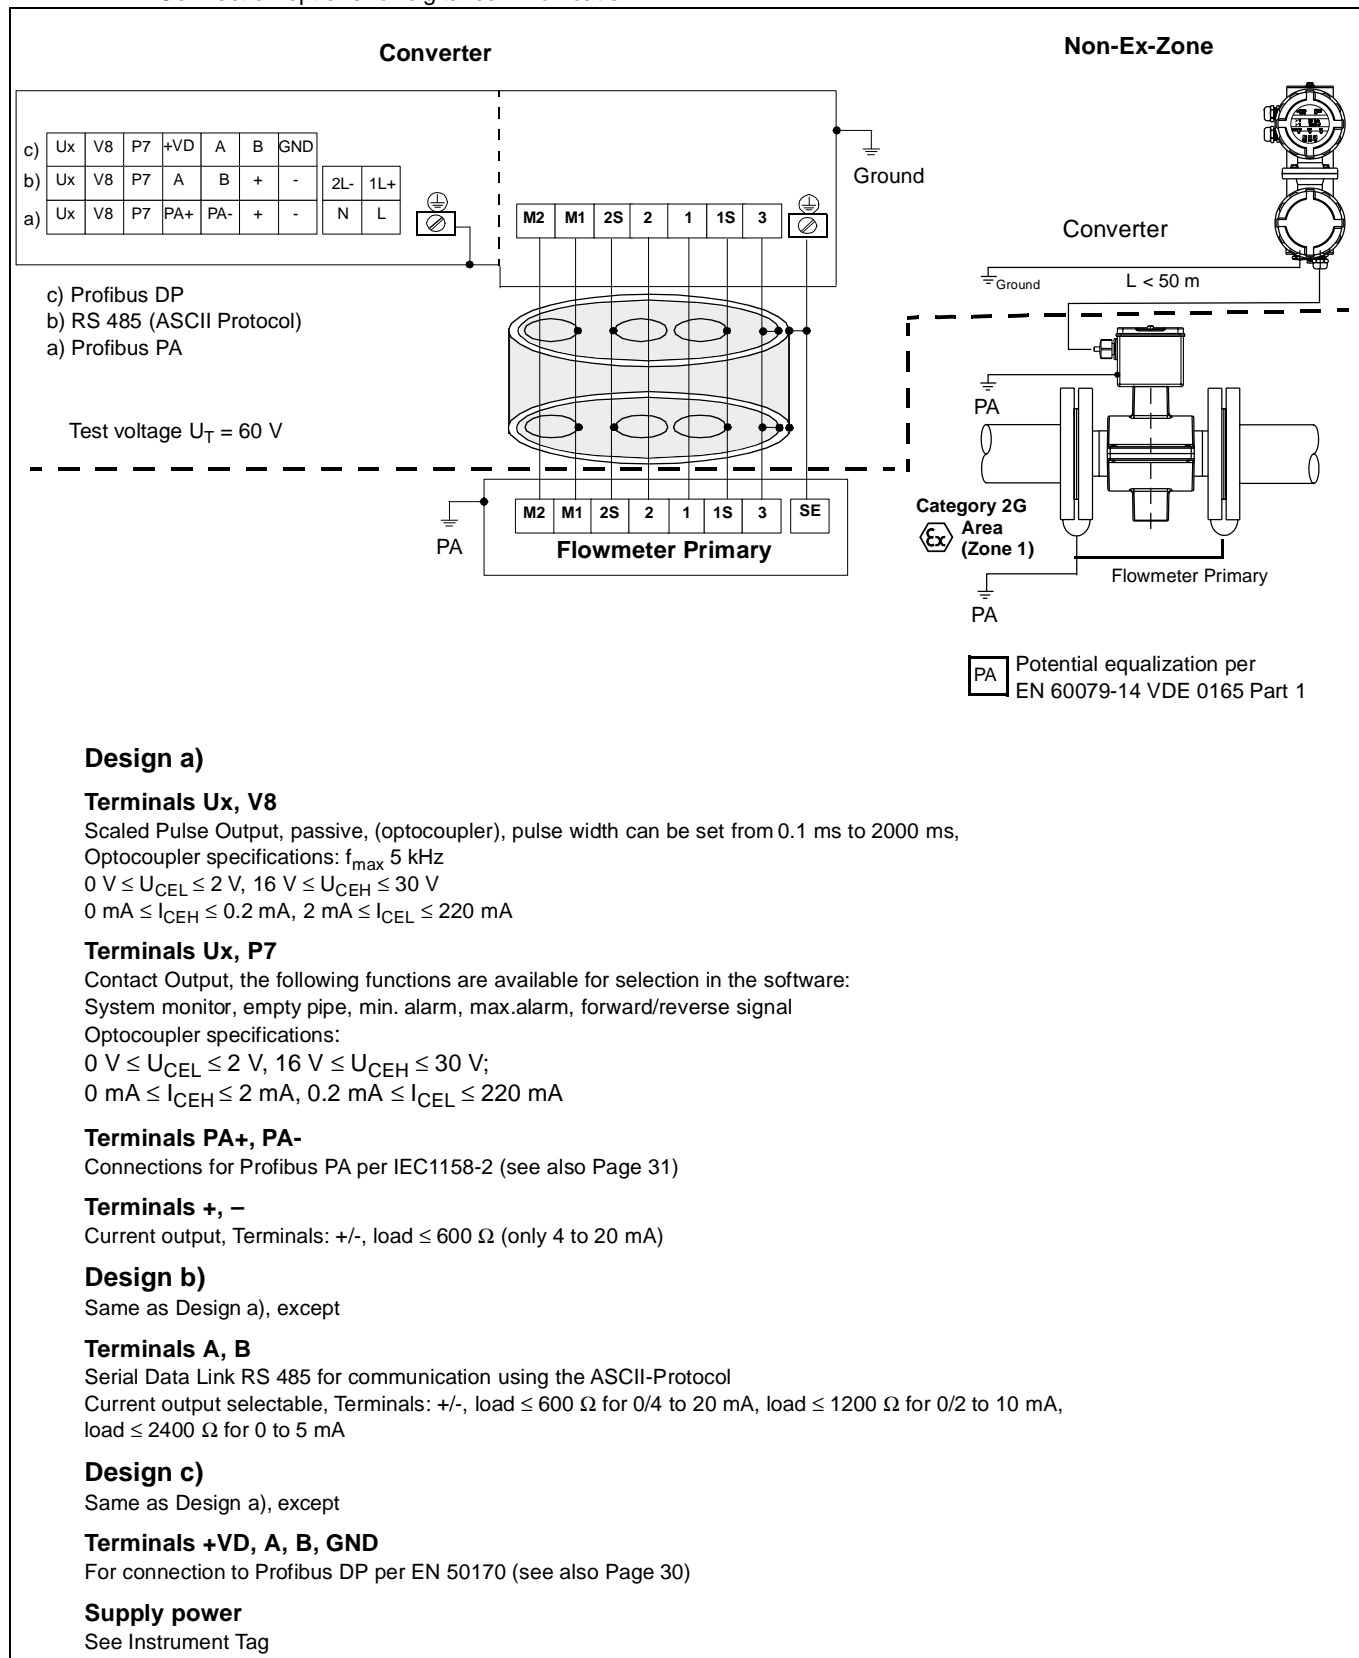 Converter
Non-Ex-Zone
c) Ux V8 P7 +VD A B GND
b) Ux V8 P7 A B + - 2L- 1L+
a) Ux V8 P7 PA+ PA- + - N L
M2 M1 2S 2 1 1S 3
Ground
Converter
Ground
L < 50 m
c) Profibus DP
b) RS 485 (ASCII Protocol)
a) Profibus PA
Test voltage U_T = 60 V
PA
M2 M1 2S 2 1 1S 3 SE
PA
Flowmeter Primary
Category 2G
Ex Area
(Zone 1)
Flowmeter Primary
PA
PA Potential equalization per
EN 60079-14 VDE 0165 Part 1
Design a)
Terminals Ux, V8
Scaled Pulse Output, passive, (optocoupler), pulse width can be set from 0.1 ms to 2000 ms,
Optocoupler specifications: f_max 5 kHz
0 V ≤ U_CEL ≤ 2 V, 16 V ≤ U_CEH ≤ 30 V
0 mA ≤ I_CEH ≤ 0.2 mA, 2 mA ≤ I_CEL ≤ 220 mA
Terminals Ux, P7
Contact Output, the following functions are available for selection in the software:
System monitor, empty pipe, min. alarm, max.alarm, forward/reverse signal
Optocoupler specifications:
0 V ≤ U_CEL ≤ 2 V, 16 V ≤ U_CEH ≤ 30 V;
0 mA ≤ I_CEH ≤ 2 mA, 0.2 mA ≤ I_CEL ≤ 220 mA
Terminals PA+, PA-
Connections for Profibus PA per IEC1158-2 (see also Page 31)
Terminals +, –
Current output, Terminals: +/-, load ≤ 600 Ω (only 4 to 20 mA)
Design b)
Same as Design a), except
Terminals A, B
Serial Data Link RS 485 for communication using the ASCII-Protocol
Current output selectable, Terminals: +/-, load ≤ 600 Ω for 0/4 to 20 mA, load ≤ 1200 Ω for 0/2 to 10 mA,
load ≤ 2400 Ω for 0 to 5 mA
Design c)
Same as Design a), except
Terminals +VD, A, B, GND
For connection to Profibus DP per EN 50170 (see also Page 30)
Supply power
See Instrument Tag